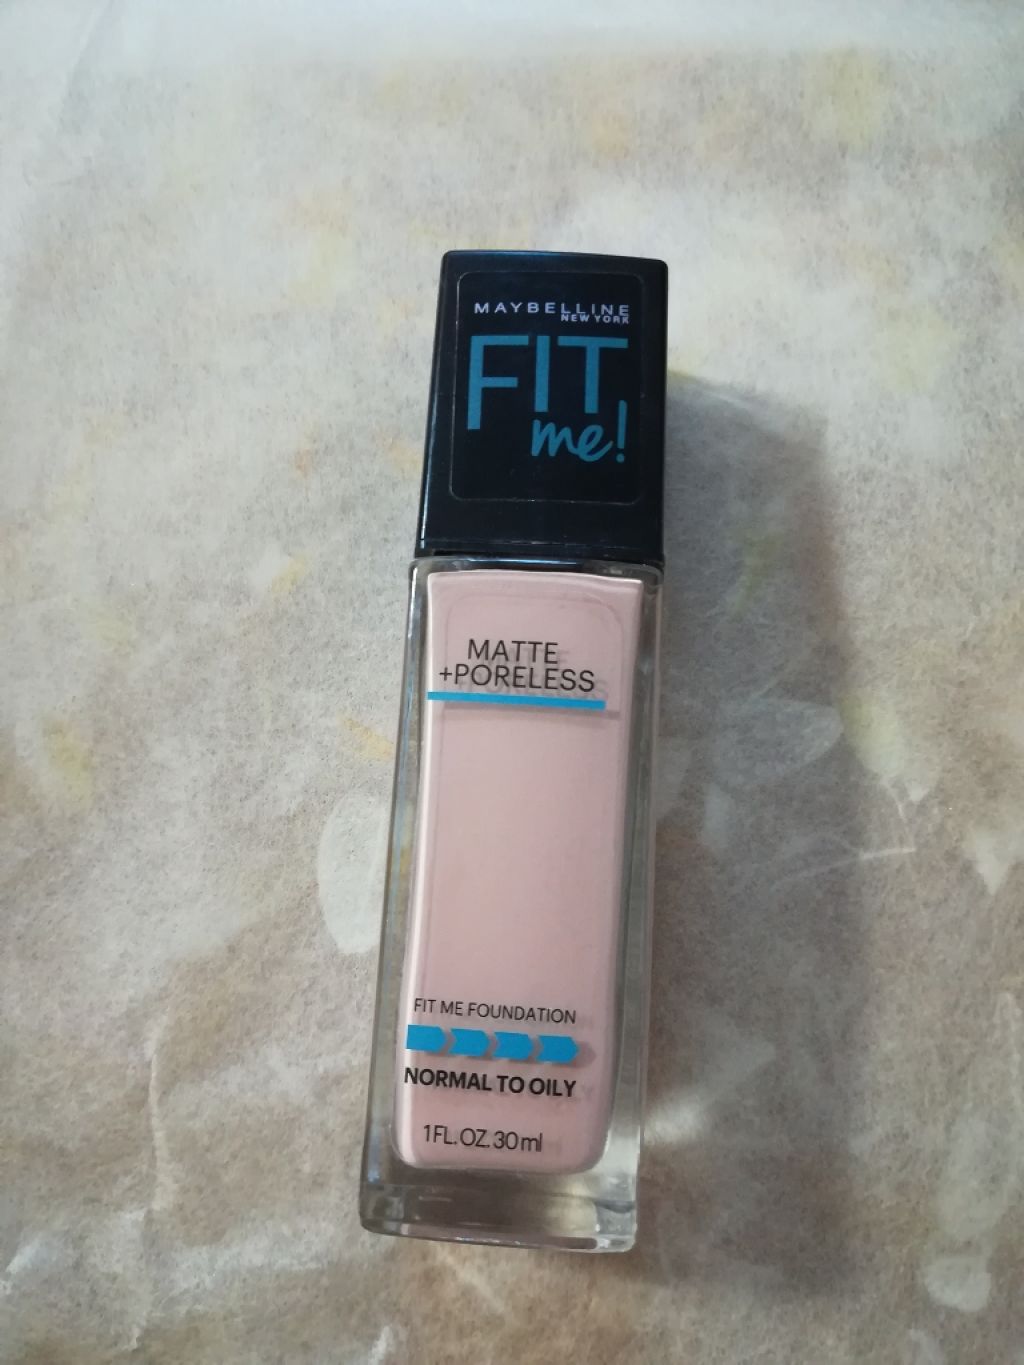 MAYBELLINE
NEW YORK
FIT
me!
MATTE
+PORELESS
FIT ME FOUNDATION
NORMAL TO OILY
1FL.OZ.30ml